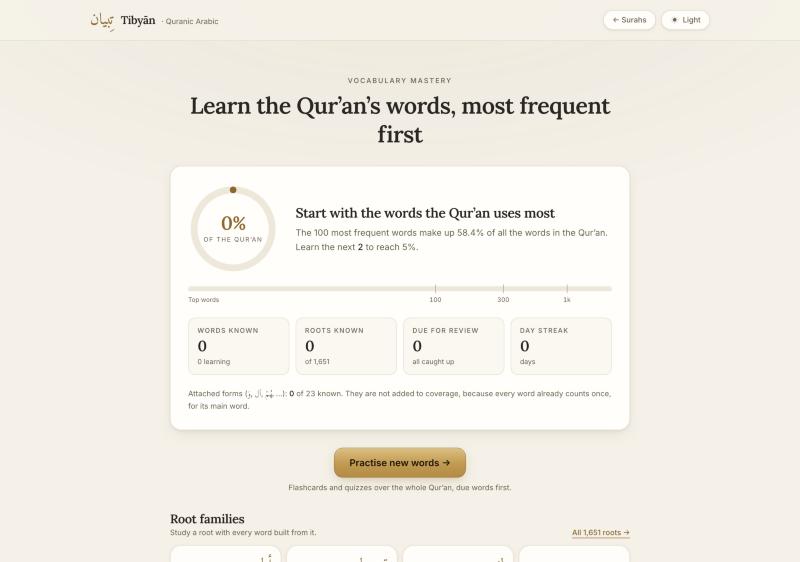 تِبيان Tibyān · Quranic Arabic
← Surahs
Light
VOCABULARY MASTERY
Learn the Qur’an’s words, most frequent
first
0%
OF THE QUR’AN
Start with the words the Qur’an uses most
The 100 most frequent words make up 58.4% of all the words in the Qur’an.
Learn the next 2 to reach 5%.
Top words 100 300 1k
WORDS KNOWN
0
0 learning
ROOTS KNOWN
0
of 1,651
DUE FOR REVIEW
0
all caught up
DAY STREAK
0
days
Attached forms ( …): 0 of 23 known. They are not added to coverage, because every word already counts once,
for its main word.
Practise new words →
Flashcards and quizzes over the whole Qur’an, due words first.
Root families
Study a root with every word built from it.
All 1,651 roots →